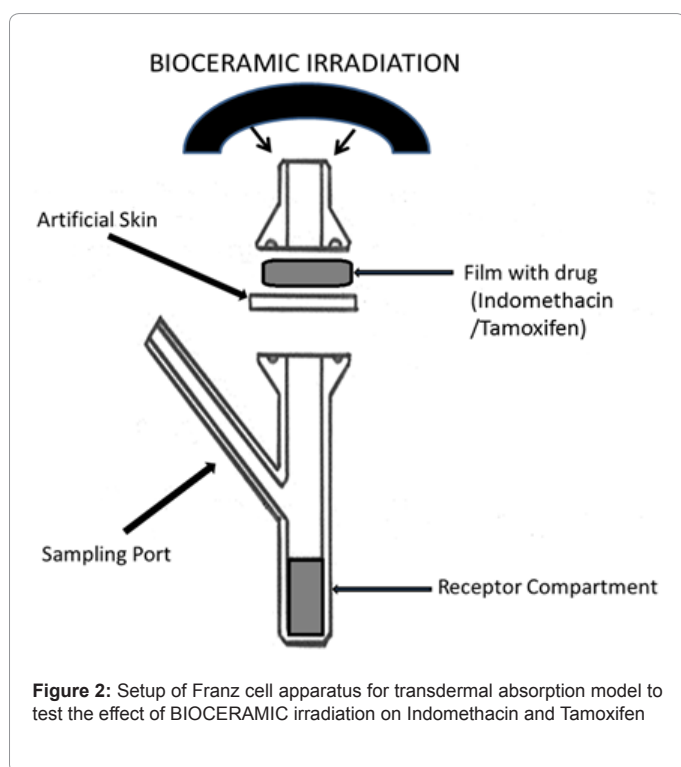 BIOCERAMIC IRRADIATION
Artificial Skin
Film with drug
(Indomethacin
/Tamoxifen)
Sampling Port
Receptor Compartment
Figure 2: Setup of Franz cell apparatus for transdermal absorption model to
test the effect of BIOCERAMIC irradiation on Indomethacin and Tamoxifen